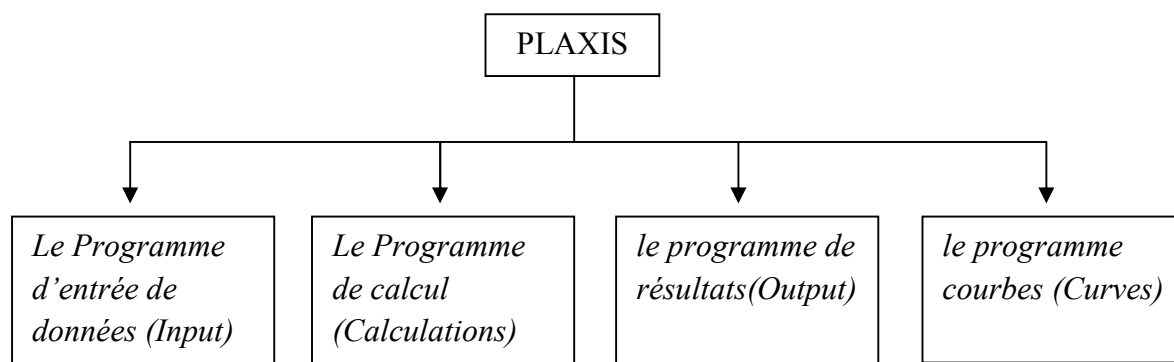 PLAXIS
Le Programme
d’entrée de
données (Input)
Le Programme
de calcul
(Calculations)
le programme de
résultats(Output)
le programme
courbes (Curves)